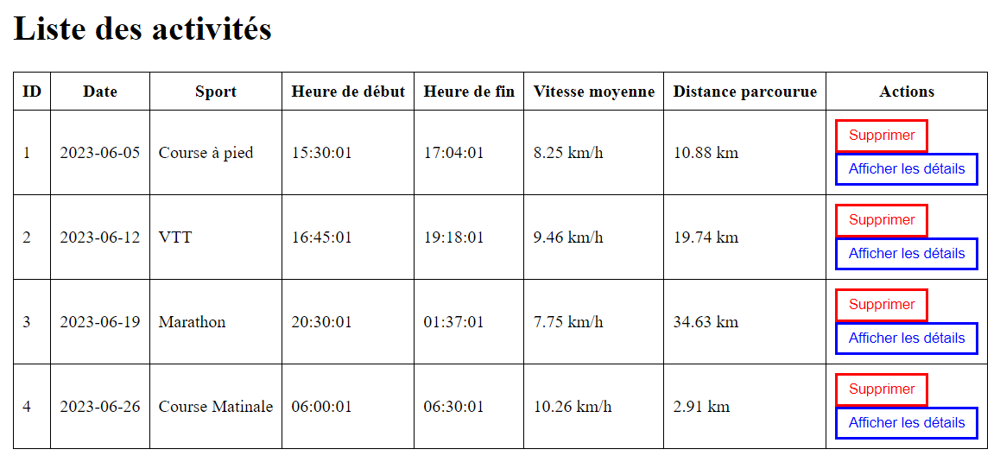 Liste des activités
ID Date Sport Heure de début Heure de fin Vitesse moyenne Distance parcourue Actions
1 2023-06-05 Course à pied 15:30:01 17:04:01 8.25 km/h 10.88 km Supprimer
Afficher les détails
2 2023-06-12 VTT 16:45:01 19:18:01 9.46 km/h 19.74 km Supprimer
Afficher les détails
3 2023-06-19 Marathon 20:30:01 01:37:01 7.75 km/h 34.63 km Supprimer
Afficher les détails
4 2023-06-26 Course Matinale 06:00:01 06:30:01 10.26 km/h 2.91 km Supprimer
Afficher les détails